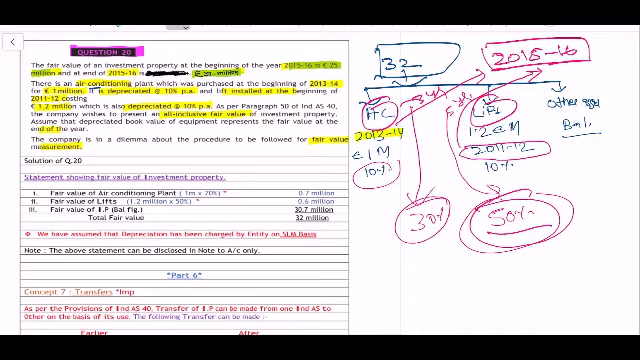 QUESTION 20
The fair value of an investment property at the beginning of the year 2015-16 is € 25
million and at end of 2015-16 is
There is an air conditioning plant which was purchased at the beginning of 2013-14
for € 1million. It is depreciated @ 10% p.a. and lift installed at the beginning of
2011-12 costing
€ 1.2 million which is also depreciated @ 10% p.a. As per Paragraph 50 of Ind AS 40,
the company wishes to present an all-inclusive fair value of investment property.
Assume that depreciated book value of equipment represents the fair value at the
end of the year.
The company is in a dilemma about the procedure to be followed for fair value
measurement.
Solution of Q.20
Statement showing fair value of IInvestment property:
i. Fair value of Air conditioning Plant (1m x 70%) * 0.7 million
ii. Fair value of Lifts (1.2 million x 50%) * 0.6 million
iii. Fair value of I.P (Bal fig.) 30.7 million
Total Fair value 32 million
* We have assumed that Depreciation has been charged by Entity on SLM Basis
Note : The above statement can be disclosed in Note to A/c only.
*Part 6*
Concept 7 : Transfers *Imp
As per the Provisions of IInd AS 40. Transfer of I.P can be made from one IInd AS to
0ther on the basis of its use. The following Transfer can be made :
Earlier After
32
2015-16
2013-14
€ 1M
10%
30%
1.2 € M
2011-12
10%
50%
Other